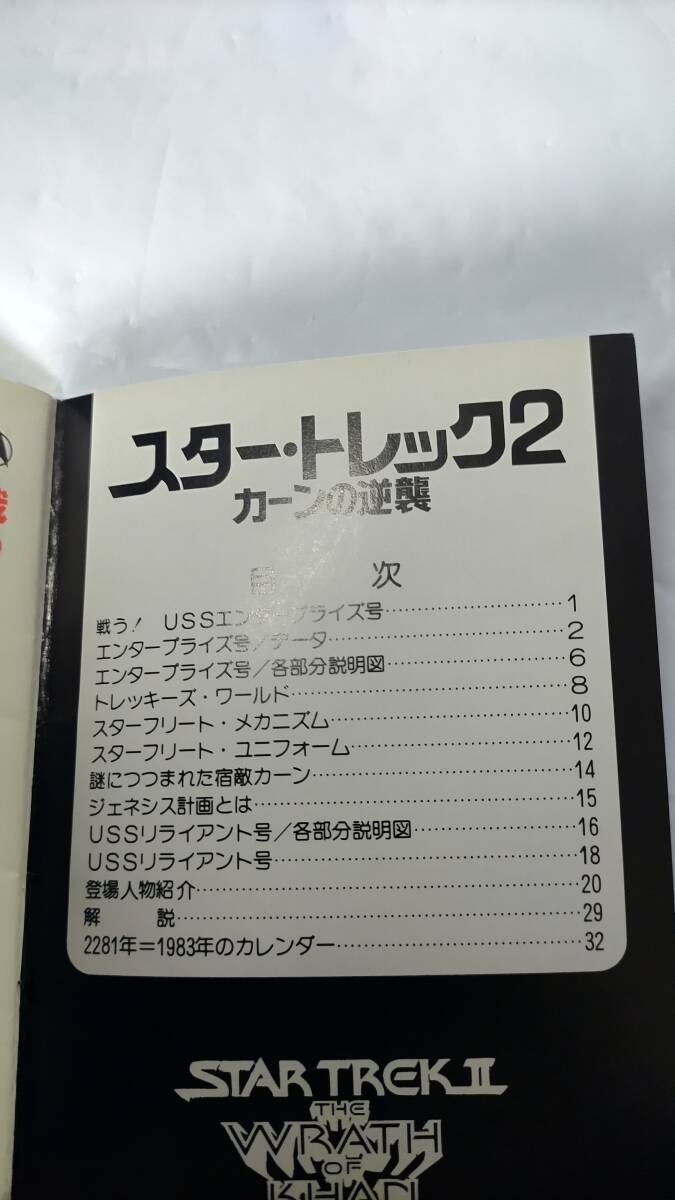 スター・トレック2
カーンの逆襲
目 次
戦う! USSエンタープライズ号……………………1
エンタープライズ号/データ……………………2
エンタープライズ号/各部分説明図……………………6
トレッキーズ・ワールド……………………8
スターフリート・メカニズム……………………10
スターフリート・ユニフォーム……………………12
謎につつまれた宿敵カーン……………………14
ジェネシス計画とは……………………15
USSリライアント号/各部分説明図……………………16
USSリライアント号……………………18
登場人物紹介……………………20
解 説……………………29
2281年=1983年のカレンダー……………………32
STAR TREK II
THE
WRATH
OF
KHAN